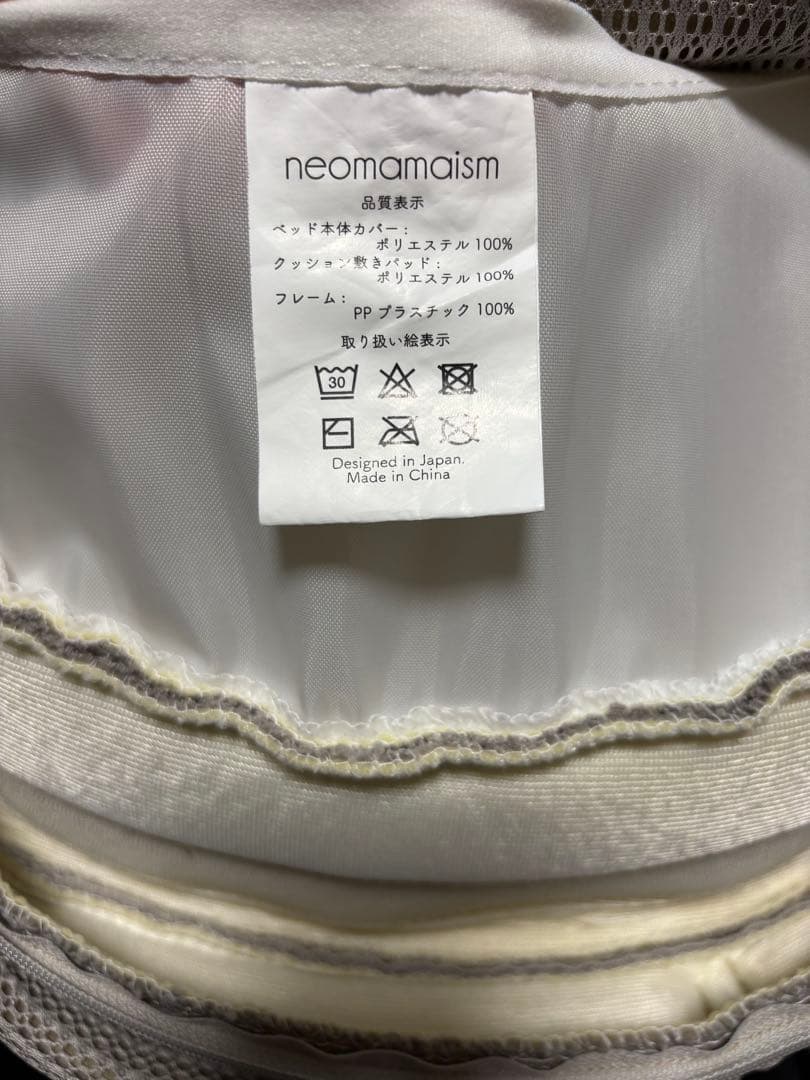 neomamaism
品質表示
ベッド本体カバー:
ポリエステル 100%
クッション敷きパッド:
ポリエステル 100%
フレーム:
PP プラスチック 100%
取り扱い絵表示
30
Designed in Japan.
Made in China